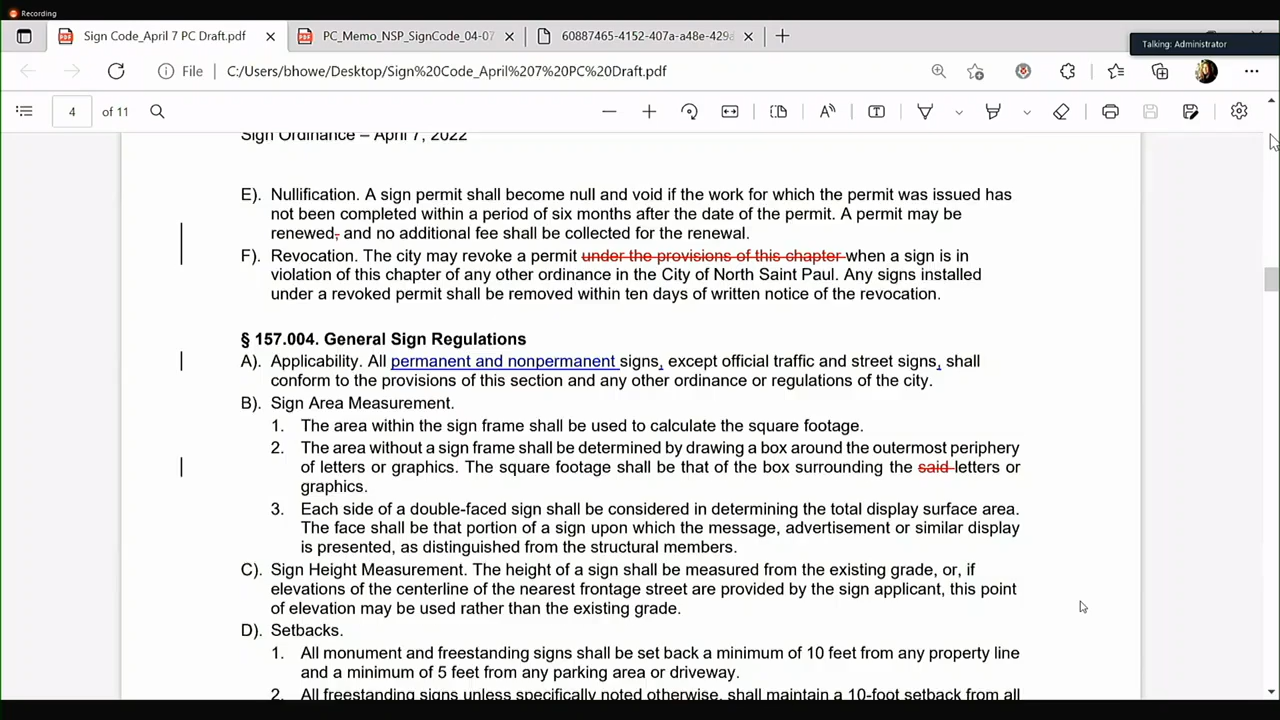 Recording
Sign Code_April 7 PC Draft.pdf
PC_Memo_NSP_SignCode_04-07
60887465-4152-407a-a48e-429a
Talking: Administrator
File
C:/Users/bhowe/Desktop/Sign%20Code_April%207%20PC%20Draft.pdf
4 of 11
Sign Ordinance – April 7, 2022
E). Nullification. A sign permit shall become null and void if the work for which the permit was issued has
not been completed within a period of six months after the date of the permit. A permit may be
renewed, and no additional fee shall be collected for the renewal.
F). Revocation. The city may revoke a permit under the provisions of this chapter when a sign is in
violation of this chapter of any other ordinance in the City of North Saint Paul. Any signs installed
under a revoked permit shall be removed within ten days of written notice of the revocation.
§ 157.004. General Sign Regulations
A). Applicability. All permanent and nonpermanent signs, except official traffic and street signs, shall
conform to the provisions of this section and any other ordinance or regulations of the city.
B). Sign Area Measurement.
1. The area within the sign frame shall be used to calculate the square footage.
2. The area without a sign frame shall be determined by drawing a box around the outermost periphery
of letters or graphics. The square footage shall be that of the box surrounding the said letters or
graphics.
3. Each side of a double-faced sign shall be considered in determining the total display surface area.
The face shall be that portion of a sign upon which the message, advertisement or similar display
is presented, as distinguished from the structural members.
C). Sign Height Measurement. The height of a sign shall be measured from the existing grade, or, if
elevations of the centerline of the nearest frontage street are provided by the sign applicant, this point
of elevation may be used rather than the existing grade.
D). Setbacks.
1. All monument and freestanding signs shall be set back a minimum of 10 feet from any property line
and a minimum of 5 feet from any parking area or driveway.
2. All freestanding signs unless specifically noted otherwise, shall maintain a 10-foot setback from all